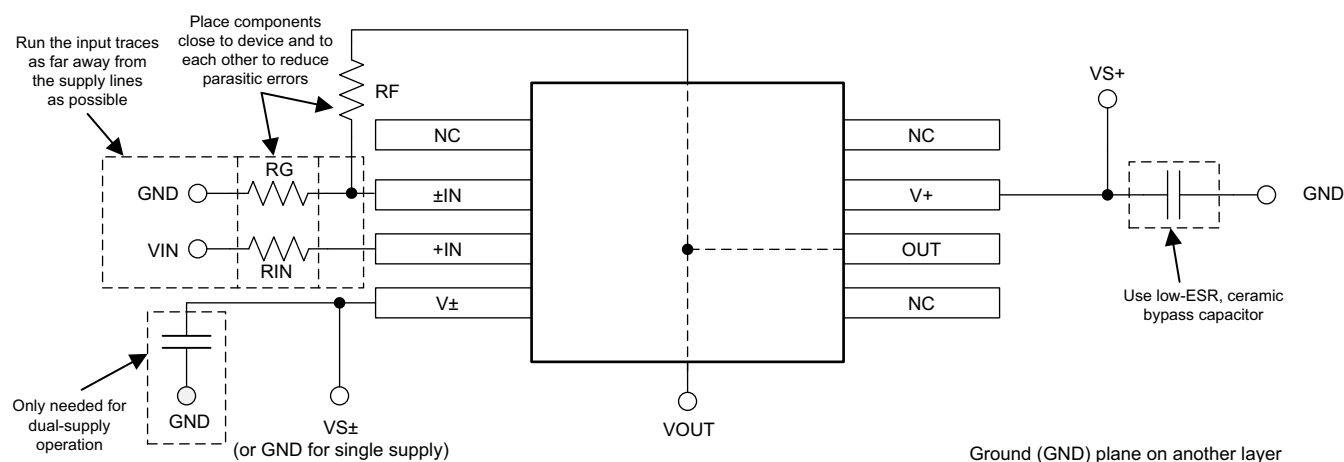 Place components
close to device and to
each other to reduce
parasitic errors
Run the input traces
as far away from
the supply lines
as possible
RF
VS+
NC
NC
RG
GND
±IN
V+
GND
VIN
+IN
OUT
RIN
V±
NC
Use low-ESR, ceramic
bypass capacitor
Only needed for
dual-supply
operation
GND
VS±
(or GND for single supply)
VOUT
Ground (GND) plane on another layer